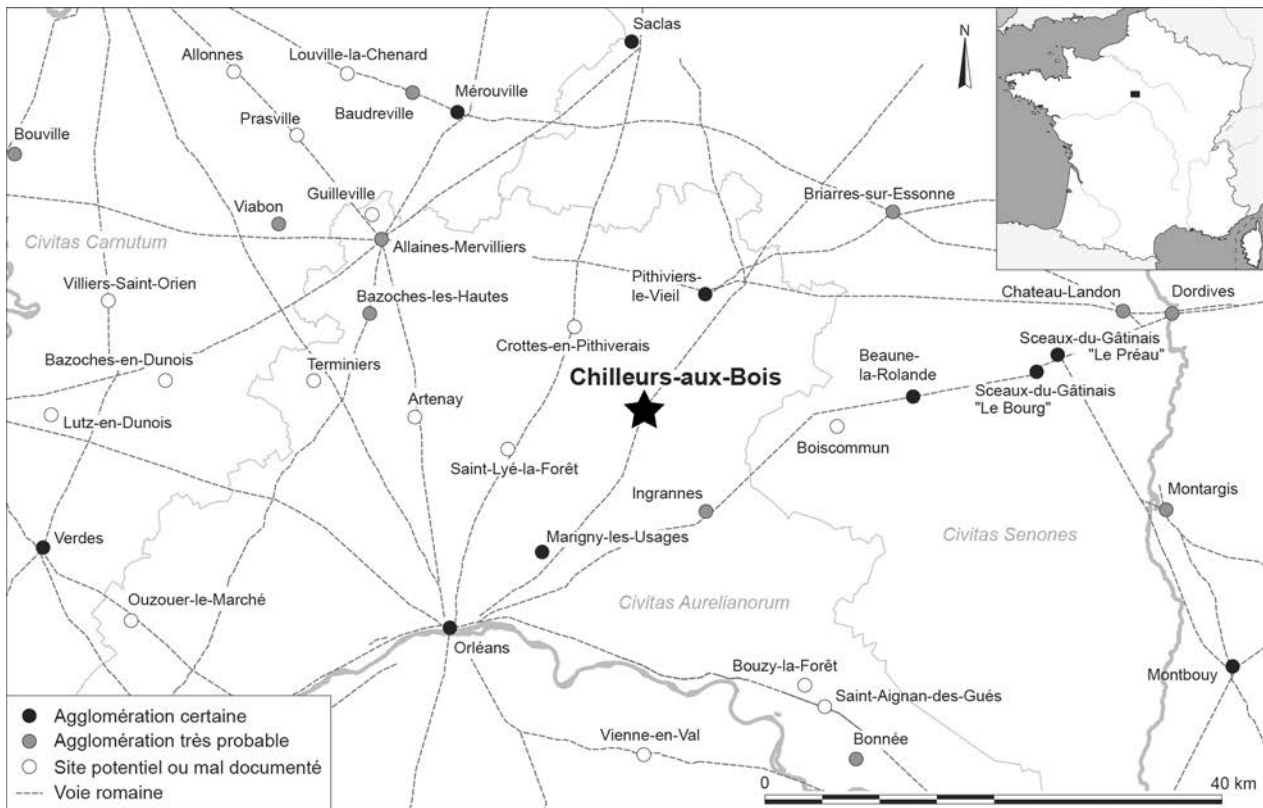 Saclas
N
Allonnes
Louville-la-Chenard
Mérouville
Baudreville
Prasville
Bouville
Guilleville
Briarres-sur-Essonne
Viabon
Civitas Carnutum
Allaines-Mervilliers
Villiers-Saint-Orien
Pithiviers-
le-Vieil
Bazoches-les-Hautes
Chateau-Landon
Dordives
Sceaux-du-Gâtinais
"Le Préau"
Crottes-en-Pithiverais
Bazoches-en-Dunois
Terminiers
Beaune-
la-Rolande
Chilleurs-aux-Bois
Artenay
Sceaux-du-Gâtinais
"Le Bourg"
Lutz-en-Dunois
Boiscommun
Saint-Lyé-la-Forêt
Ingrannes
Montargis
Verdes
Marigny-les-Usages
Civitas Senones
Ouzouer-le-Marché
Civitas Aurelianorum
Orléans
Bouzy-la-Forêt
Montbouy
Saint-Aignan-des-Gués
Vienne-en-Val
Bonnée
Agglomération certaine
Agglomération très probable
Site potentiel ou mal documenté
Voie romaine
0
40 km